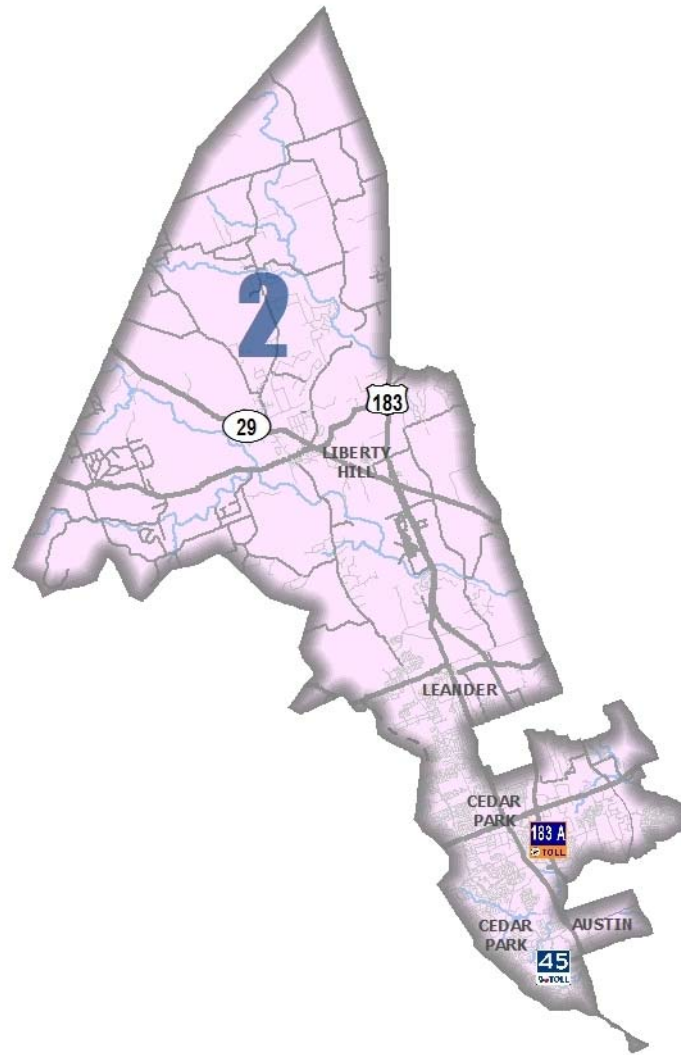 2
183
29
LIBERTY
HILL
LEANDER
CEDAR
PARK
183 A
TOLL
CEDAR
PARK
AUSTIN
45
TOLL